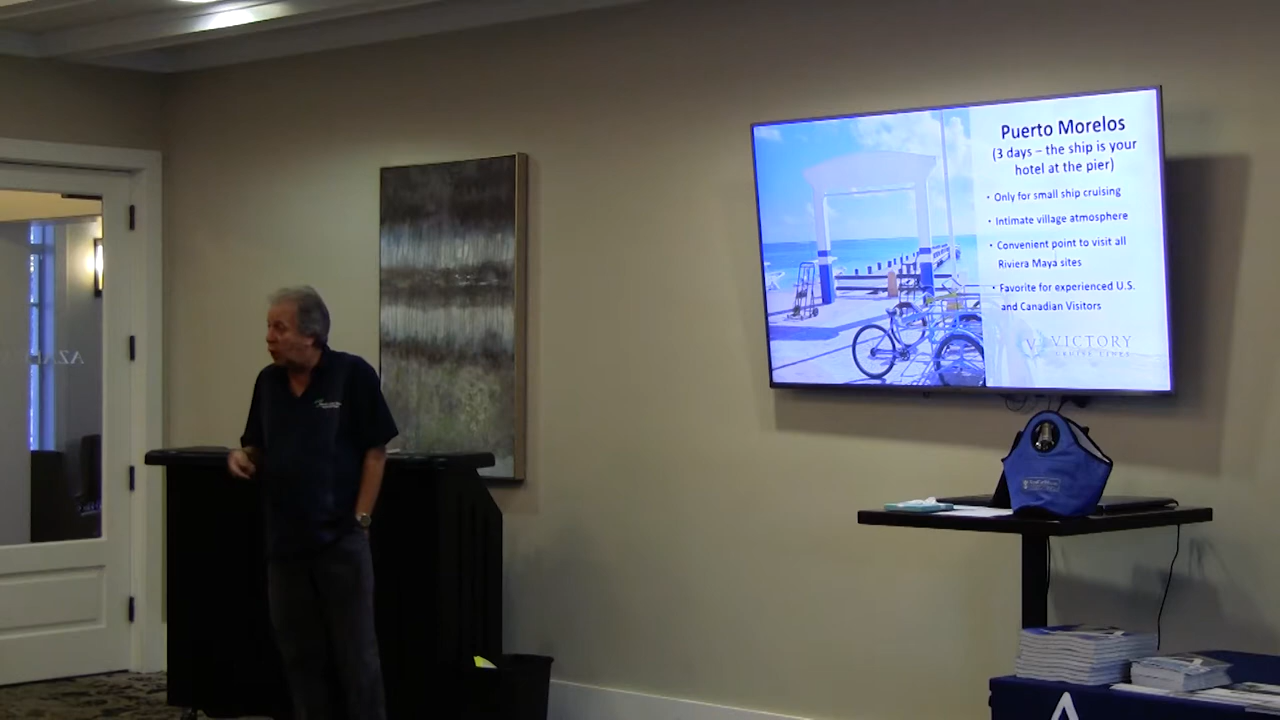 Puerto Morelos
(3 days – the ship is your
hotel at the pier)
• Only for small ship cruising
• Intimate village atmosphere
• Convenient point to visit all
Riviera Maya sites
• Favorite for experienced U.S.
and Canadian Visitors
VICTORY
CRUISE LINES